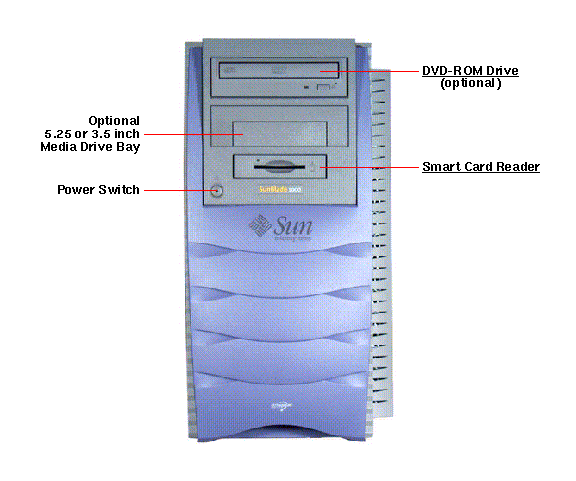 DVD-ROM Drive
(optional)
Optional
5.25 or 3.5 inch
Media Drive Bay
Smart Card Reader
Power Switch
SunBlade
Sun